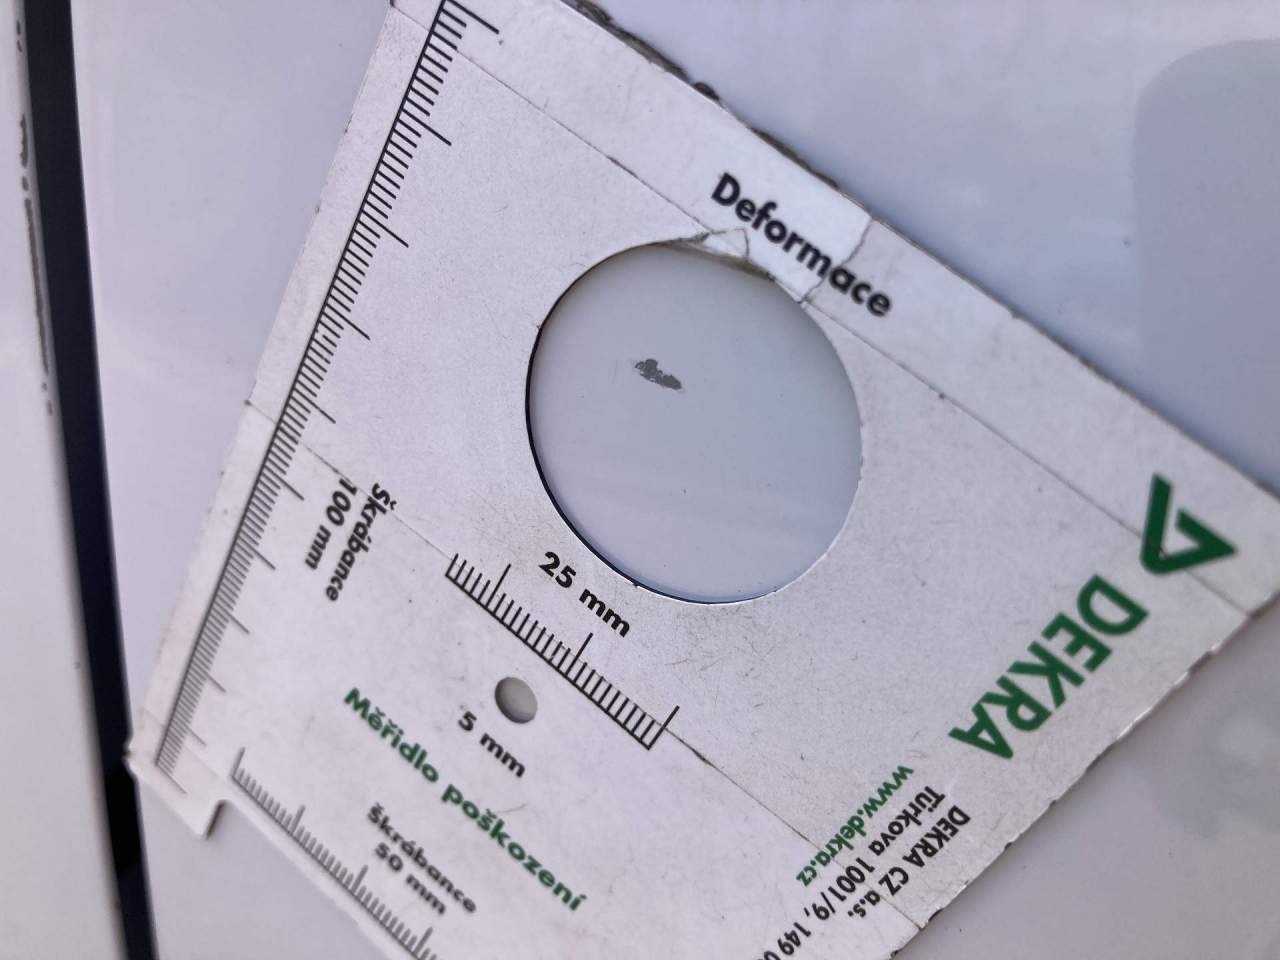 Deformace
25 mm
5 mm
Škrábance
100 mm
Měřidlo poškození
Škrábance
50 mm
DEKRA
DEKRA CZ a.s.
Türkova 1001/9, 149
www.dekra.cz